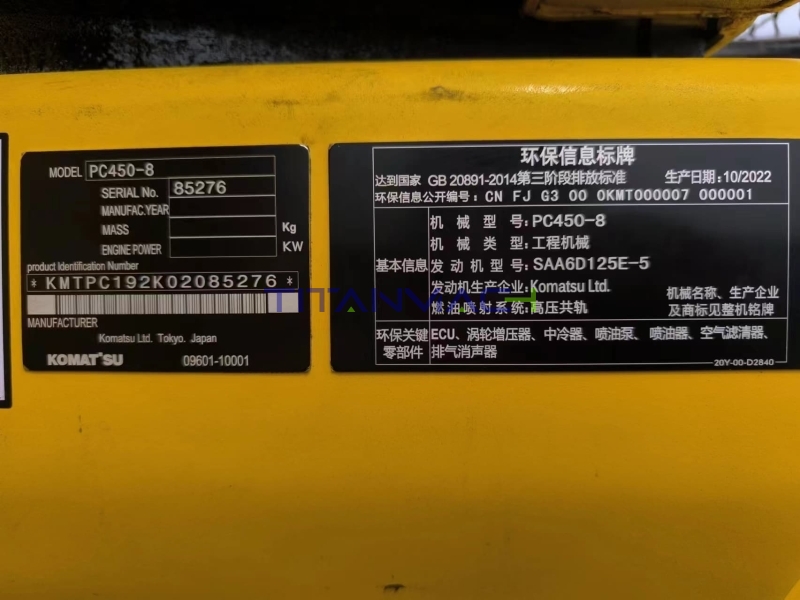 MODEL PC450-8
SERIAL No. 85276
MANUFAC.YEAR
MASS Kg
ENGINE POWER KW
product Identification Number
* KMTPC192K02085276 *
MANUFACTURER
Komatsu Ltd. Tokyo. Japan
KOMATSU 09601-10001
环保信息标牌
达到国家 GB 20891-2014第三阶段排放标准 生产日期: 10/2022
环保信息公开编号: CN FJ G3 00 0KMT000007 000001
基本信息
机械型号: PC450-8
机械类型: 工程机械
发动机型号: SAA6D125E-5
发动机生产企业: Komatsu Ltd.
燃油喷射系统: 高压共轨
机械名称、生产企业
及商标见整机铭牌
环保关键
零部件
ECU、涡轮增压器、中冷器、喷油泵、喷油器、空气滤清器、
排气消声器
20Y-00-D2840
TITANMACH